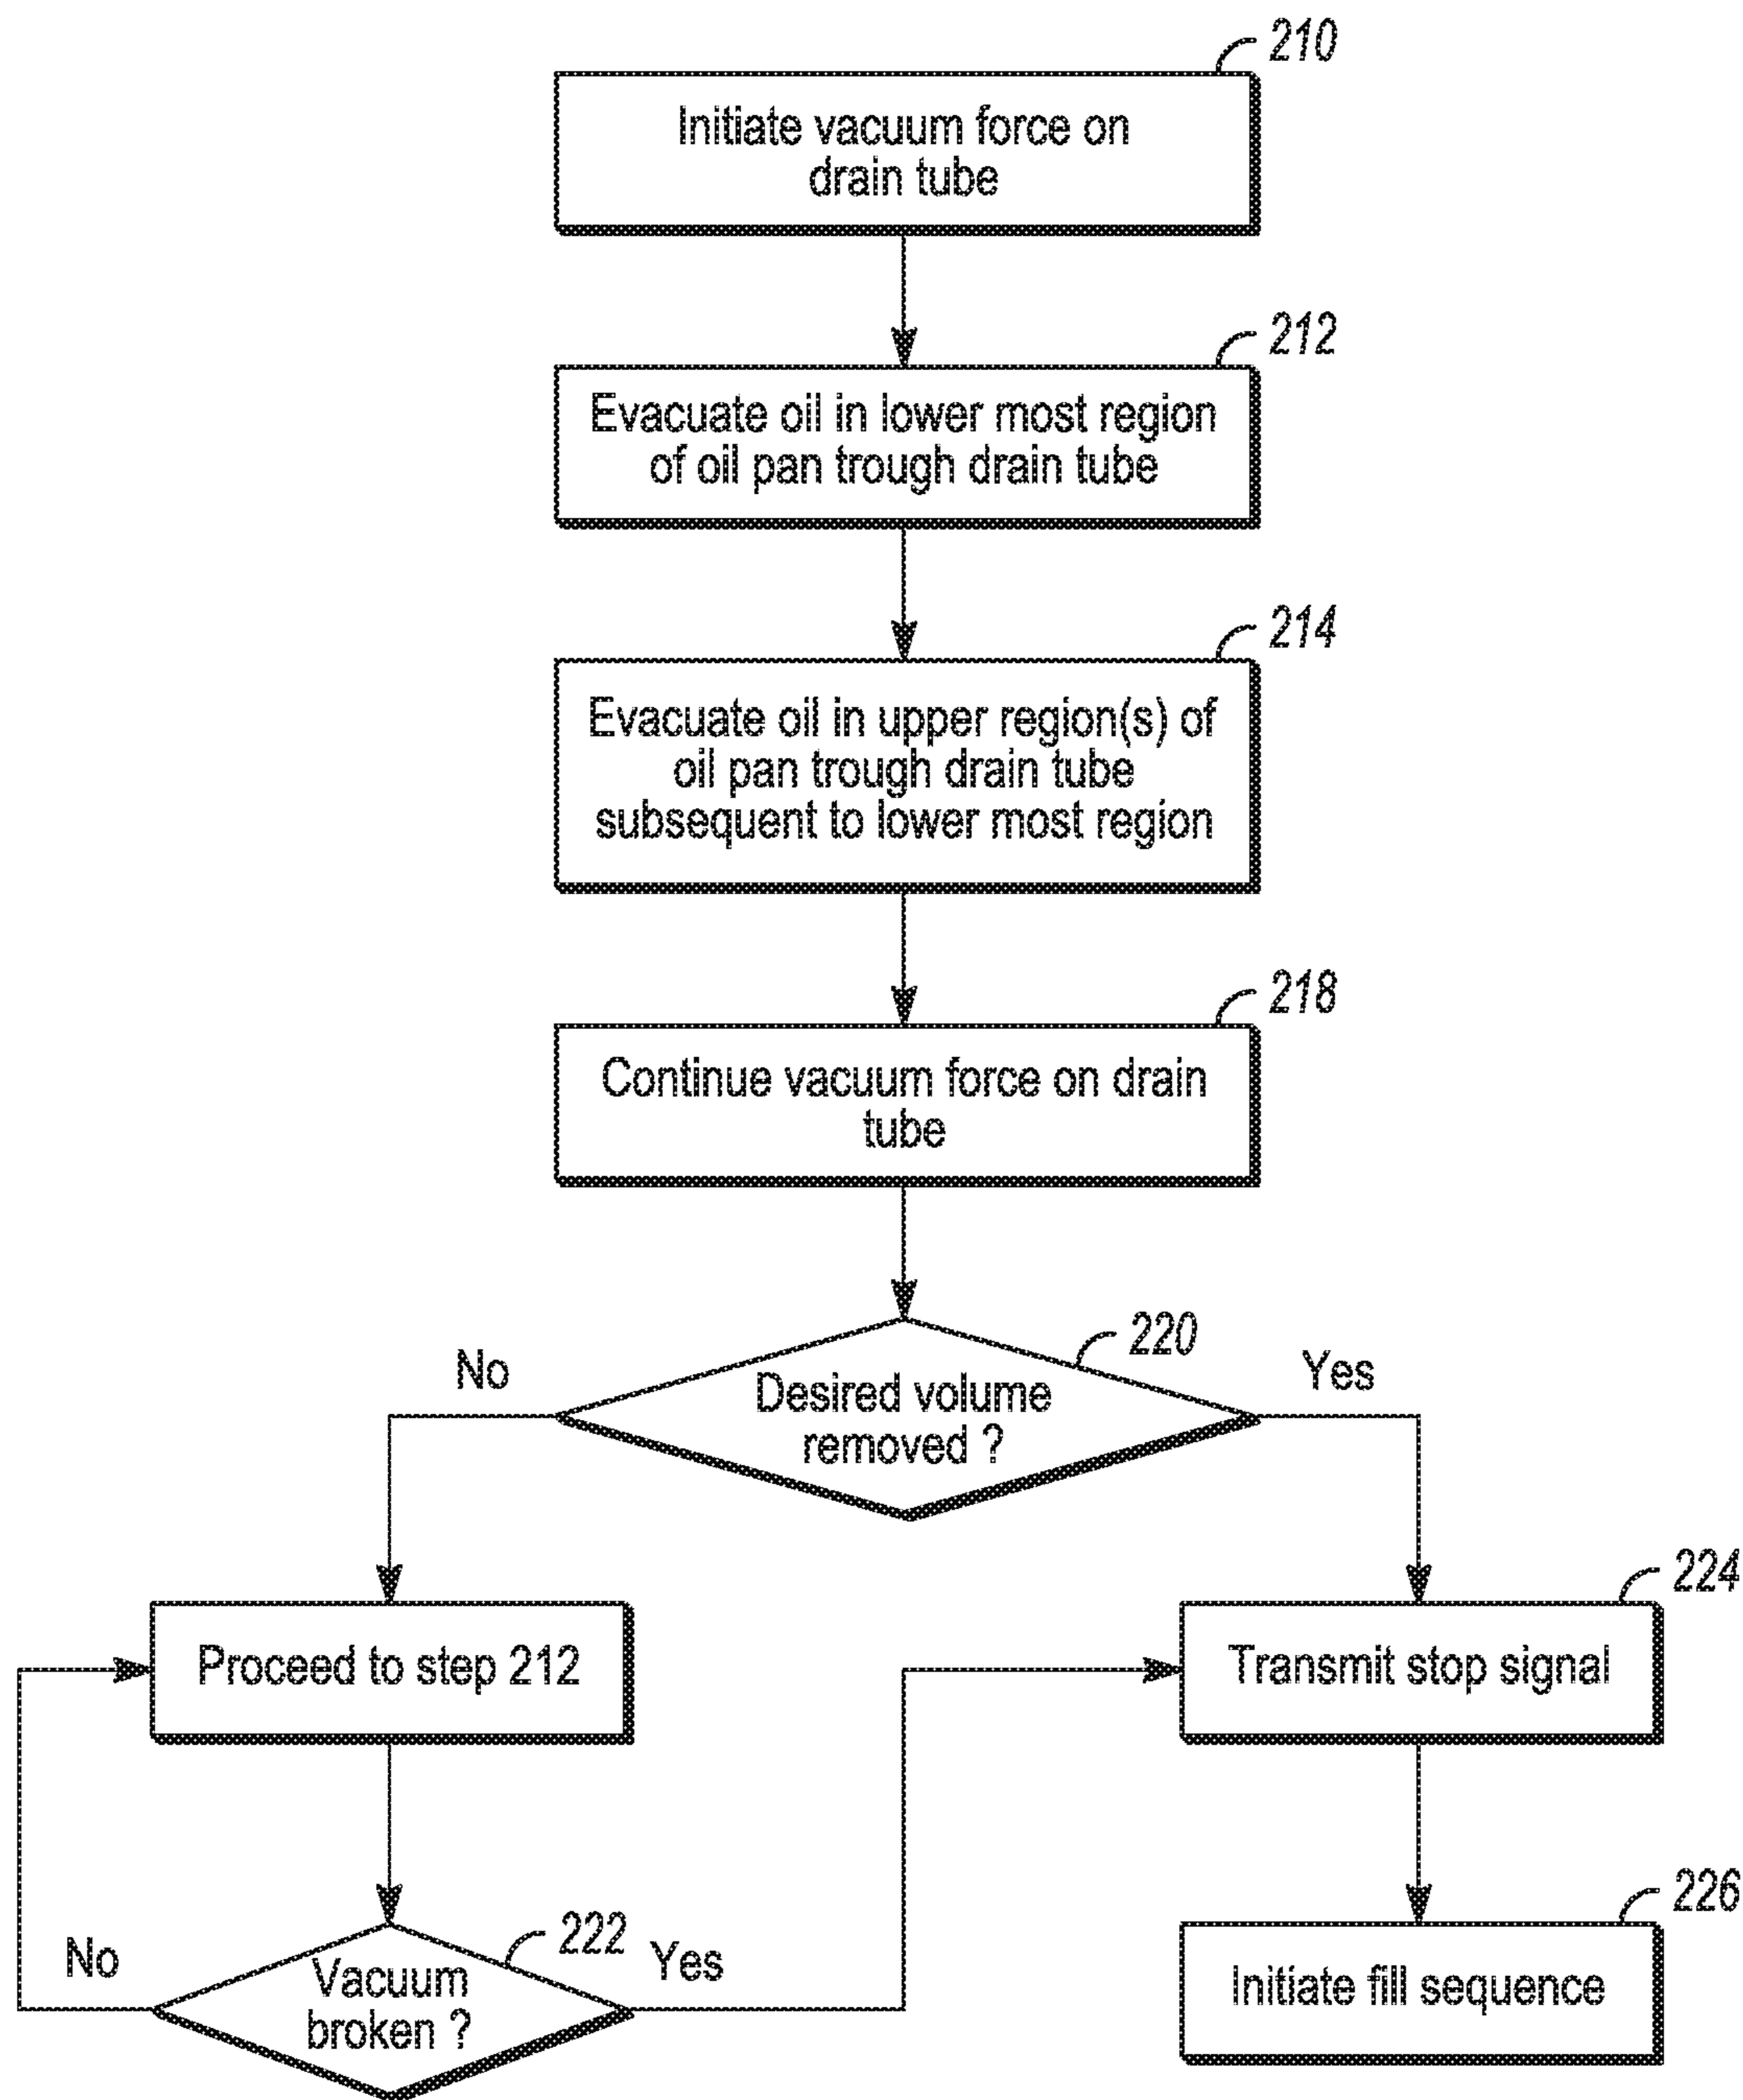 210
Initiate vacuum force on
drain tube
212
Evacuate oil in lower most region
of oil pan trough drain tube
214
Evacuate oil in upper region(s) of
oil pan trough drain tube
subsequent to lower most region
218
Continue vacuum force on drain
tube
220
No
Yes
Desired volume
removed ?
224
Proceed to step 212
Transmit stop signal
222
226
No
Yes
Vacuum
broken ?
Initiate fill sequence